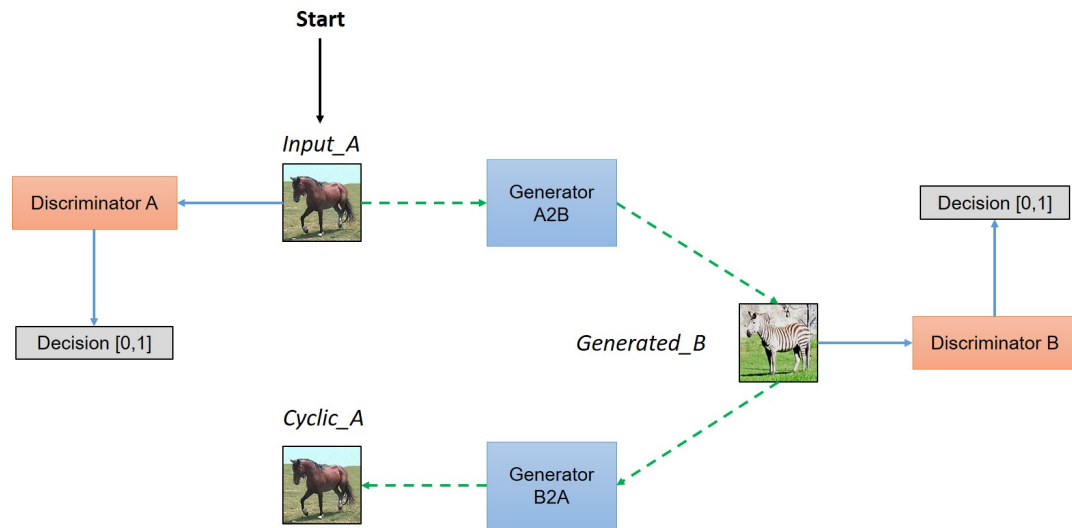 Start
Input_A
Discriminator A
Generator
A2B
Decision [0,1]
Decision [0,1]
Generated_B
Discriminator B
Cyclic_A
Generator
B2A